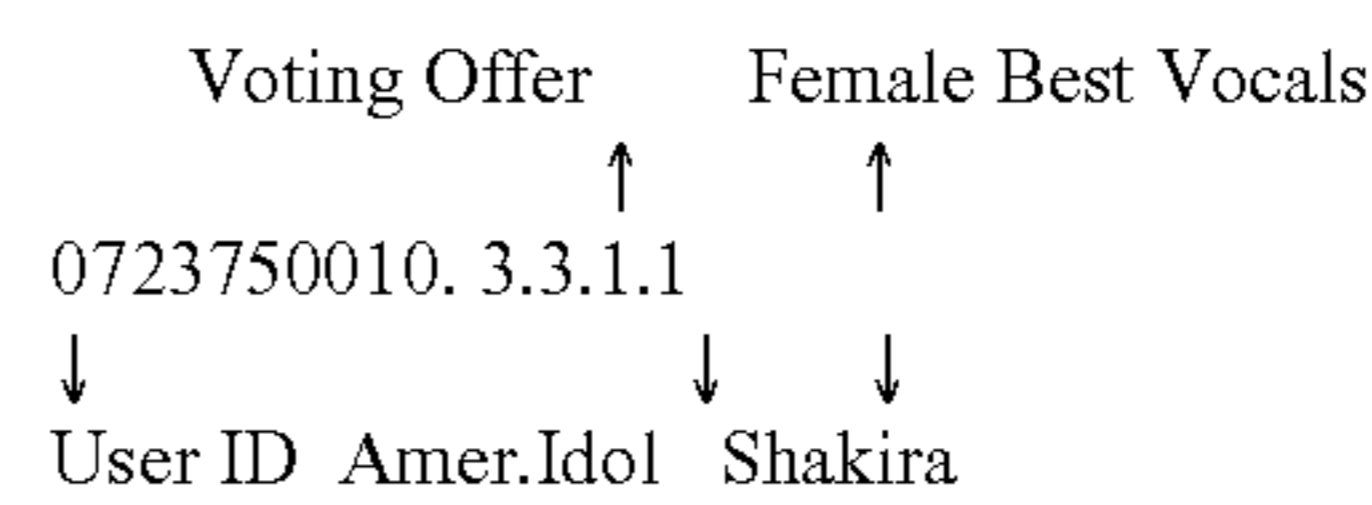 Voting Offer Female Best Vocals
↑ ↑
0723750010. 3.3.1.1
↓ ↓ ↓
User ID Amer.Idol Shakira